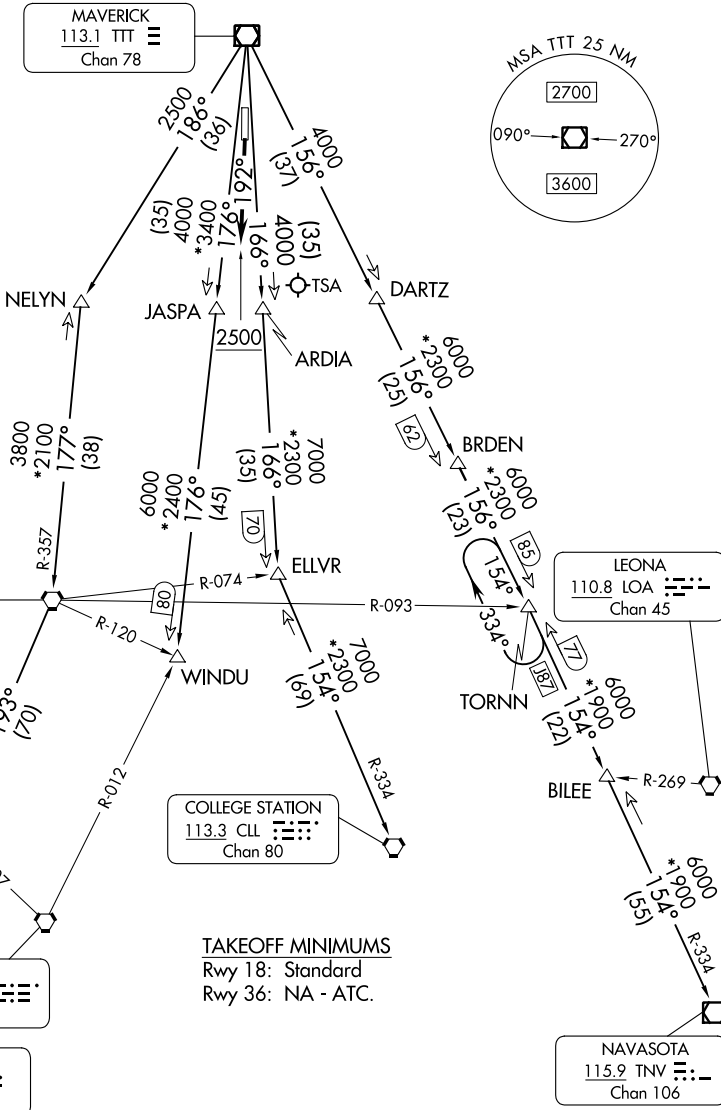 MAVERICK
113.1 TTT
Chan 78
MSA TTT 25 NM
2700
090°
270°
3600
2500
186°
(36)
(35)
4000
*3400
176°
192°
(35)
4000
166°
4000
156°
(37)
NELYN
JASPA
TSA
2500
ARDIA
DARTZ
3800
*2100
177°
(38)
R-357
6000
*2400
176°
(45)
80
7000
*2300
166°
(35)
70
6000
*2300
156°
(25)
62
BRDEN
6000
*2300
156°
(23)
85
154°
334°
ELLVR
R-074
R-093
R-120
WINDU
R-012
193°
(70)
7000
*2300
154°
(69)
R-334
LEONA
110.8 LOA
Chan 45
77
J87
TORNN
6000
*1900
154°
(22)
BILEE
R-269
COLLEGE STATION
113.3 CLL
Chan 80
6000
*1900
154°
(55)
R-334
TAKEOFF MINIMUMS
Rwy 18: Standard
Rwy 36: NA - ATC.
NAVASOTA
115.9 TNV
Chan 106